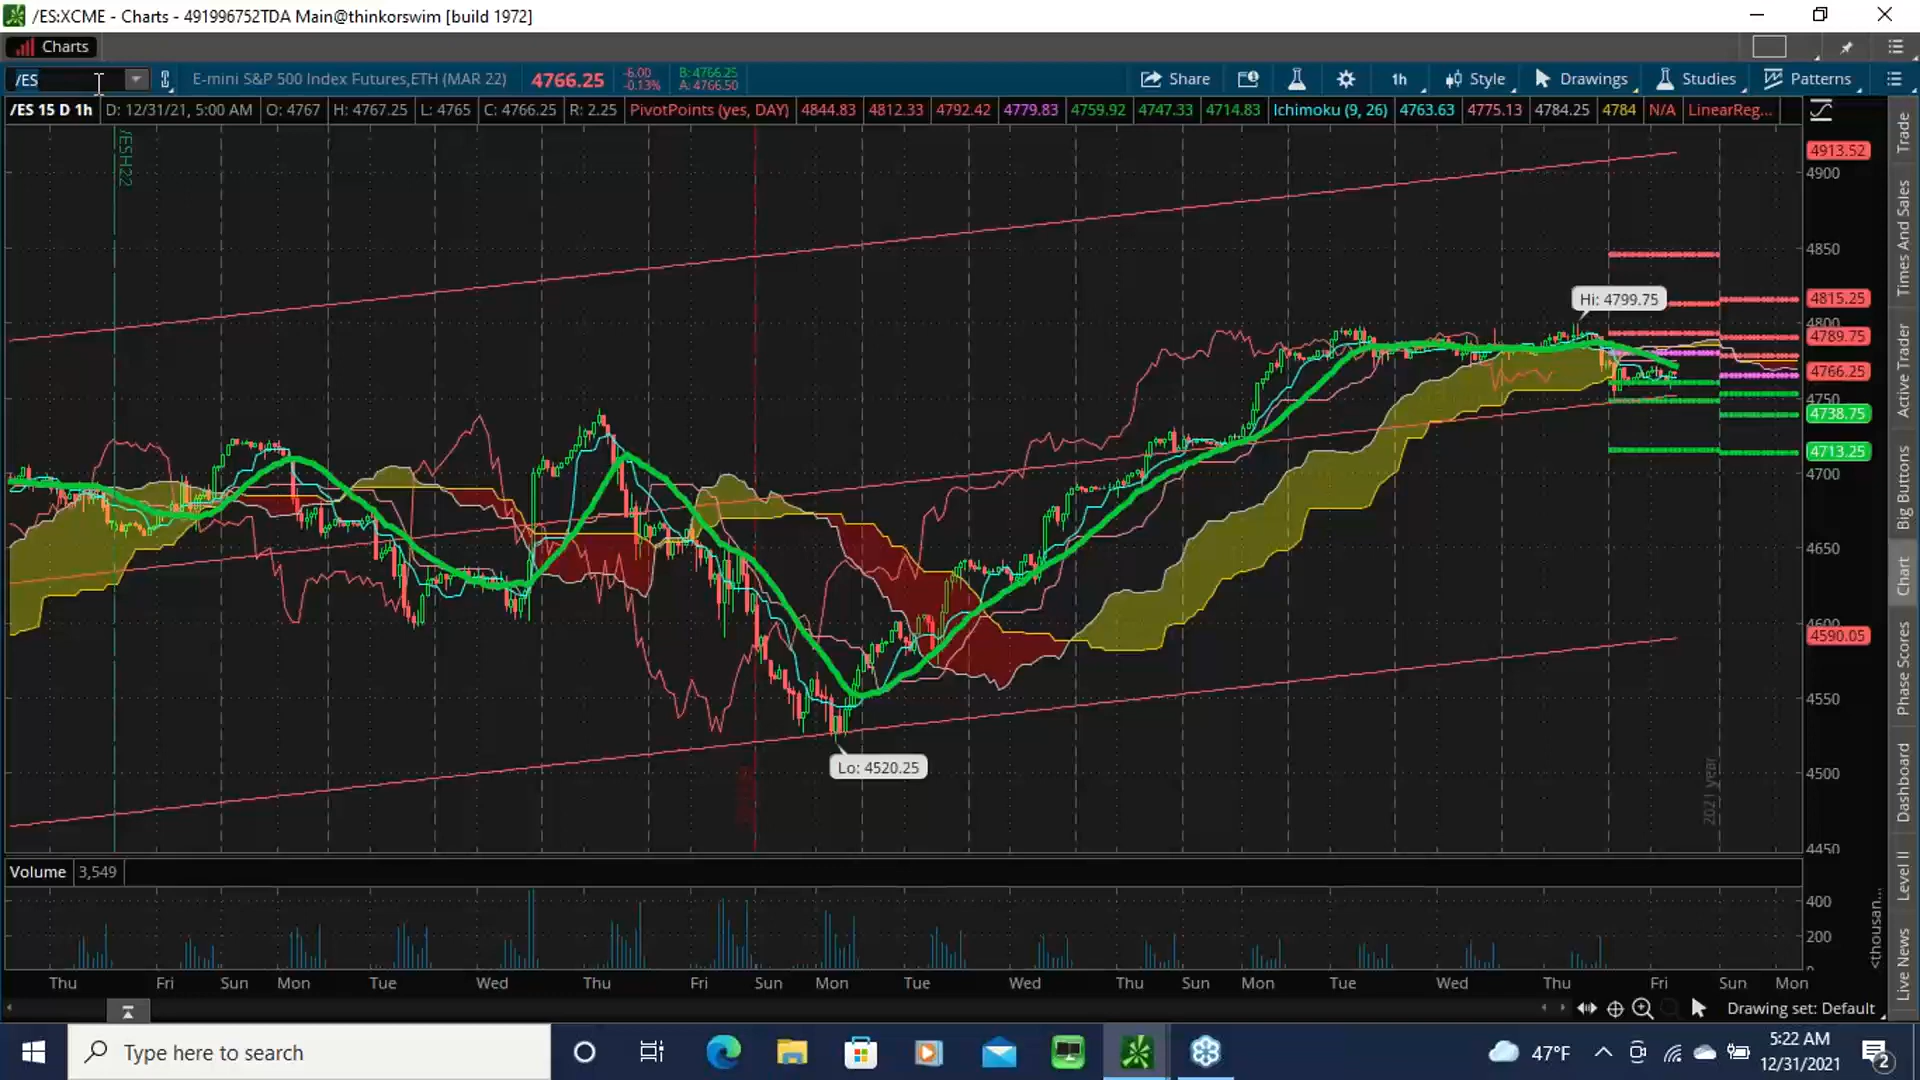 /ES:XCME - Charts - 491996752TDA Main@thinkorswim [build 1972]
Charts
/ES
E-mini S&P 500 Index Futures,ETH (MAR 22)
4766.25
-6.00
-0.13%
B: 4766.25
A: 4766.50
Share
1h
Style
Drawings
Studies
Patterns
/ES 15 D 1h
D: 12/31/21, 5:00 AM
O: 4767
H: 4767.25
L: 4765
C: 4766.25
R: 2.25
PivotPoints (yes, DAY)
4844.83
4812.33
4792.42
4779.83
4759.92
4747.33
4714.83
Ichimoku (9, 26)
4763.63
4775.13
4784.25
4784
N/A
LinearReg...
/ESH22
4913.52
4900
4850
4815.25
4800
4789.75
4766.25
4750
4738.75
4713.25
4700
4650
4600
4590.05
4550
4500
4450
Hi: 4799.75
Lo: 4520.25
2021 year
Volume
3,549
400
200
0
<thousan...
Thu
Fri
Sun
Mon
Tue
Wed
Thu
Fri
Sun
Mon
Tue
Wed
Thu
Sun
Mon
Tue
Wed
Thu
Fri
Sun
Mon
Drawing set: Default
Trade
Times And Sales
Active Trader
Big Buttons
Chart
Phase Scores
Dashboard
Level II
Live News
Type here to search
47°F
5:22 AM
12/31/2021
2